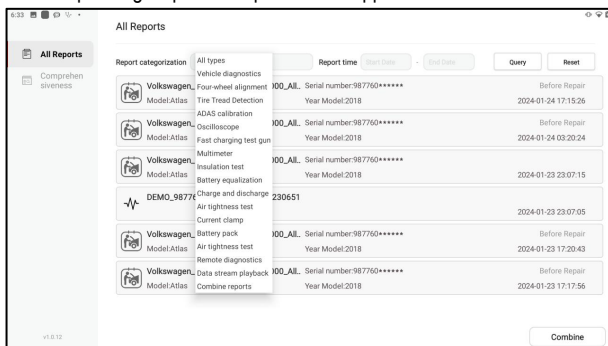 6:33
All Reports
All Reports
Comprehen
siveness
Report categorization
Report time
Start Date
-
End Date
Query
Reset
All types
Vehicle diagnostics
Four-wheel alignment
Tire Tread Detection
ADAS calibration
Oscilloscope
Fast charging test gun
Multimeter
Insulation test
Battery equalization
Charge and discharge
Air tightness test
Current clamp
Battery pack
Air tightness test
Remote diagnostics
Data stream playback
Combine reports
Volkswagen_ 000_All.. Serial number:987760******
Before Repair
Model:Atlas Year Model:2018
2024-01-24 17:15:26
Volkswagen_ 000_All.. Serial number:987760******
Before Repair
Model:Atlas Year Model:2018
2024-01-24 03:20:24
Volkswagen_ 000_All.. Serial number:987760******
Model:Atlas Year Model:2018
2024-01-23 23:07:15
DEMO_9877 230651
2024-01-23 23:07:05
Volkswagen_ 000_All.. Serial number:987760******
Before Repair
Model:Atlas Year Model:2018
2024-01-23 17:20:43
Volkswagen_ 000_All.. Serial number:987760******
Before Repair
Model:Atlas Year Model:2018
2024-01-23 17:17:56
v1.0.12
Combine